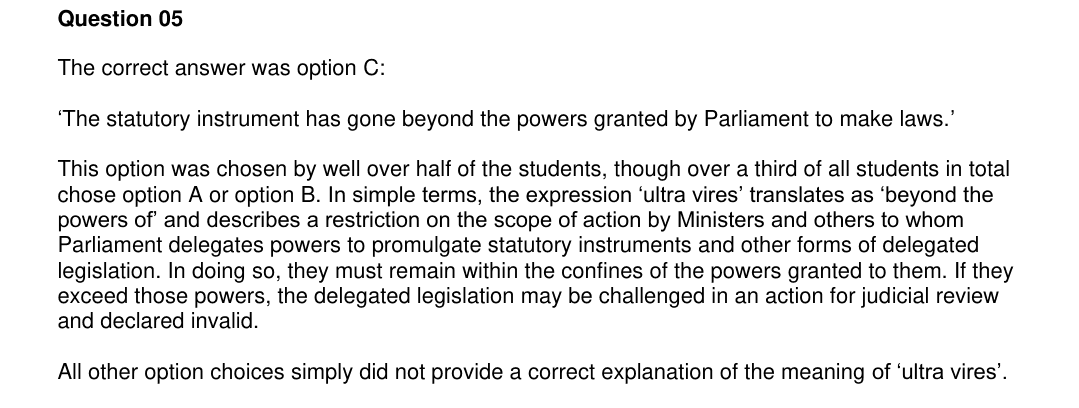 Question 05
The correct answer was option C:
‘The statutory instrument has gone beyond the powers granted by Parliament to make laws.’
This option was chosen by well over half of the students, though over a third of all students in total
chose option A or option B. In simple terms, the expression ‘ultra vires’ translates as ‘beyond the
powers of’ and describes a restriction on the scope of action by Ministers and others to whom
Parliament delegates powers to promulgate statutory instruments and other forms of delegated
legislation. In doing so, they must remain within the confines of the powers granted to them. If they
exceed those powers, the delegated legislation may be challenged in an action for judicial review
and declared invalid.
All other option choices simply did not provide a correct explanation of the meaning of ‘ultra vires’.